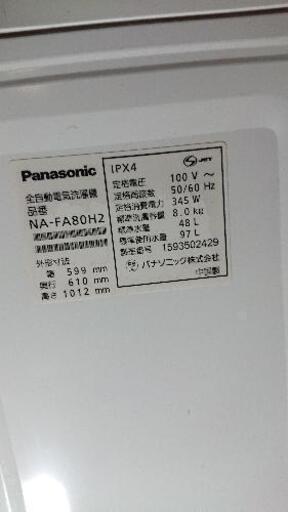 Panasonic
全自動電気洗濯機
品番
NA-FA80H2
外形寸法
幅 599 mm
奥行 610 mm
高さ 1012 mm
IPX4
JET
定格電圧 100 V ~
定格周波数 50/60 Hz
定格消費電力 345 W
標準洗濯容量 8.0 kg
標準水量 48 L
標準使用水量 97 L
製造番号 1593502429
パナソニック株式会社
中国製